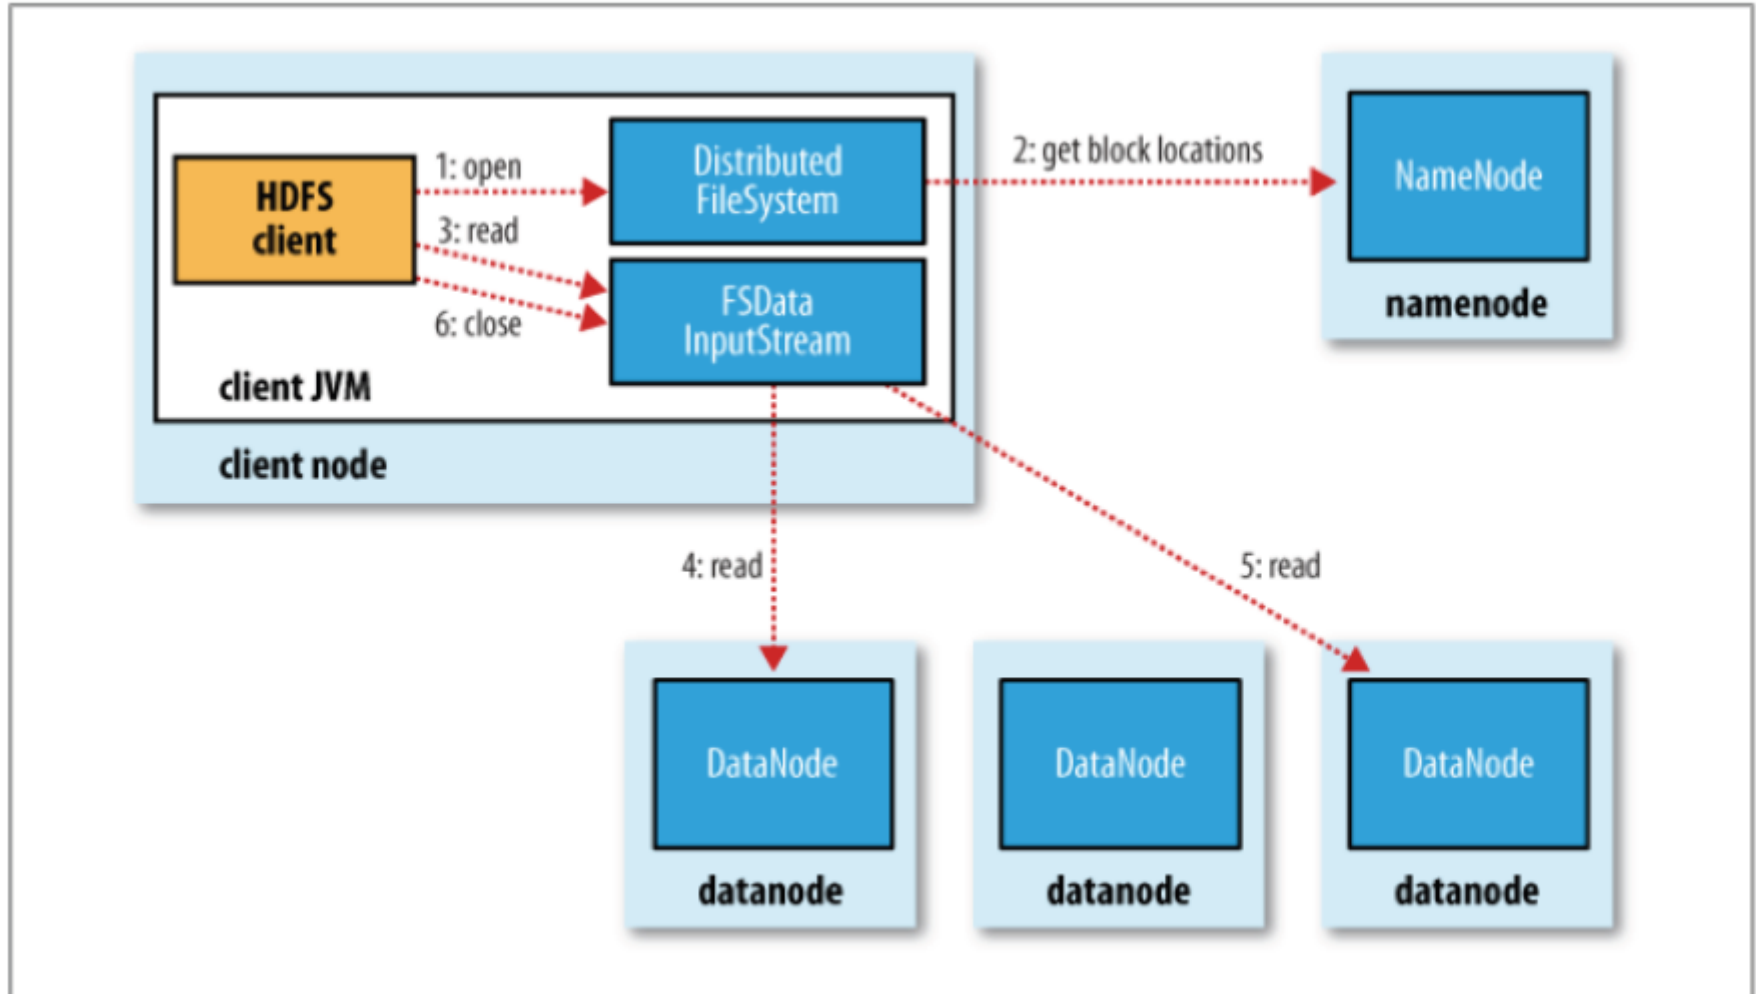 HDFS
client
1: open
3: read
6: close
Distributed
FileSystem
FSData
InputStream
client JVM
client node
2: get block locations
NameNode
namenode
4: read
5: read
DataNode
datanode
DataNode
datanode
DataNode
datanode